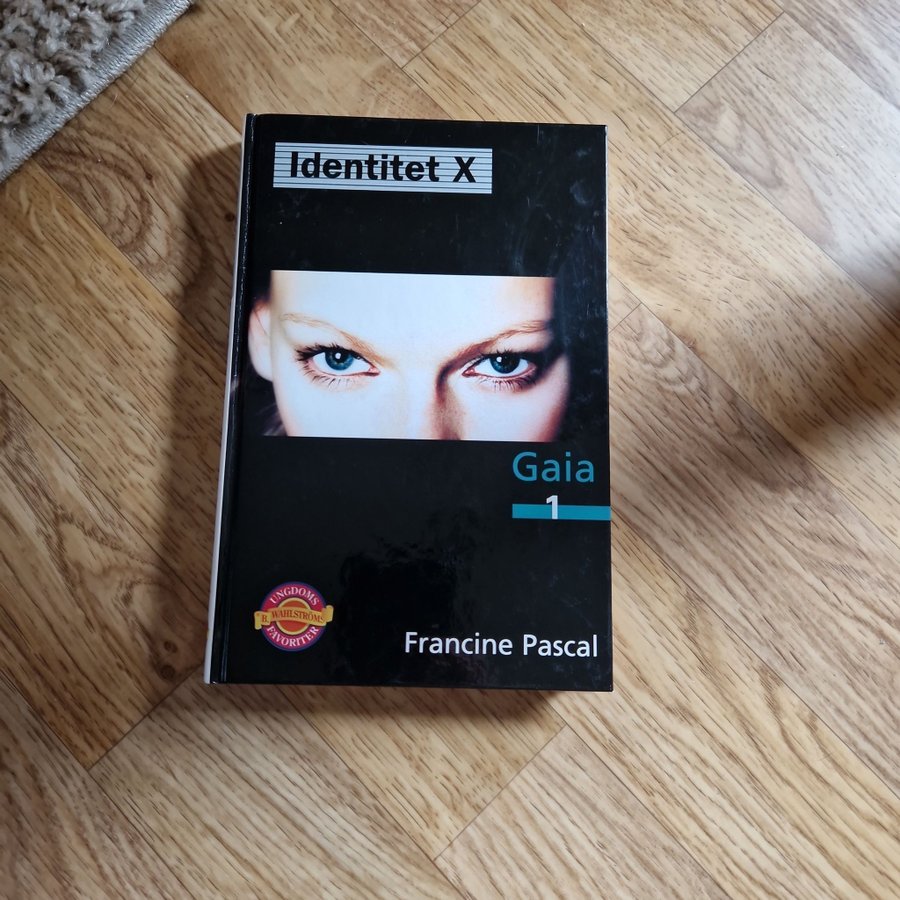 Identitet X
Gaia
1
UNGDOMS
B. WAHLSTRÖMS
FAVORITER
Francine Pascal